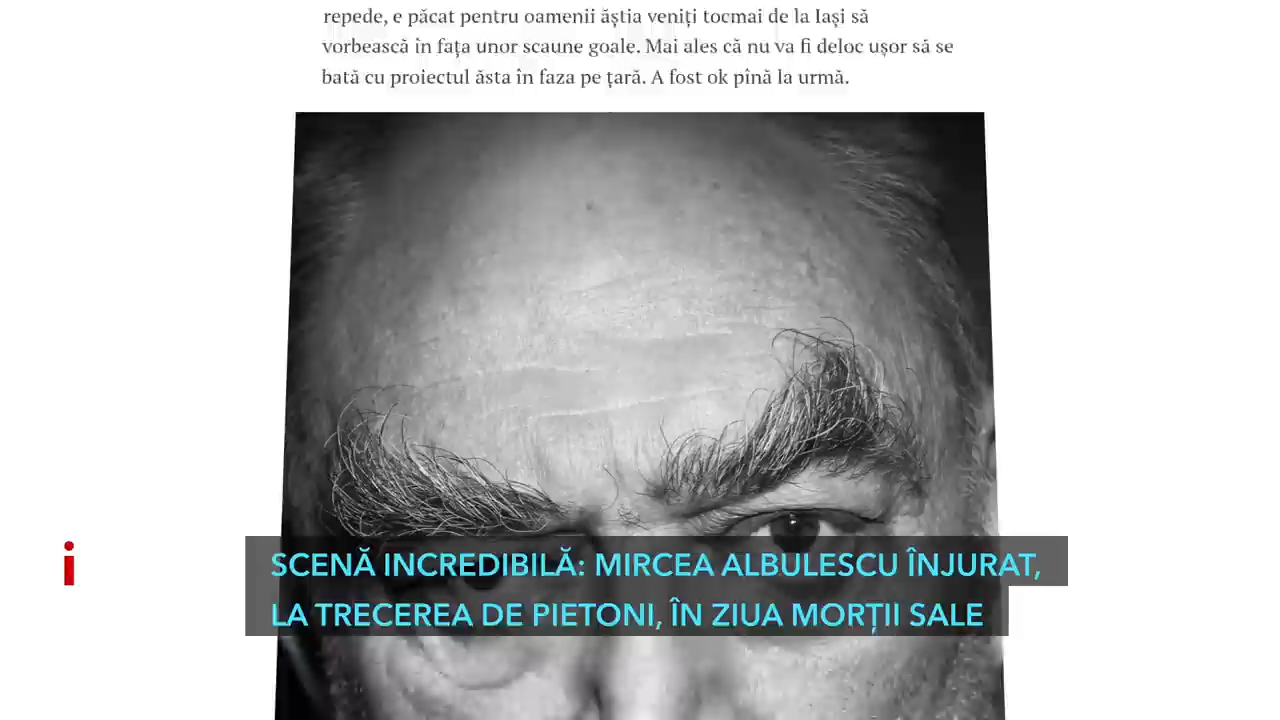 repede, e păcat pentru oamenii ăștia veniți tocmai de la Iași să
vorbească în fața unor scaune goale. Mai ales că nu va fi deloc ușor să se
bată cu proiectul ăsta în faza pe țară. A fost ok pînă la urmă.
i
SCENĂ INCREDIBILĂ: MIRCEA ALBULESCU ÎNJURAT,
LA TRECEREA DE PIETONI, ÎN ZIUA MORȚII SALE